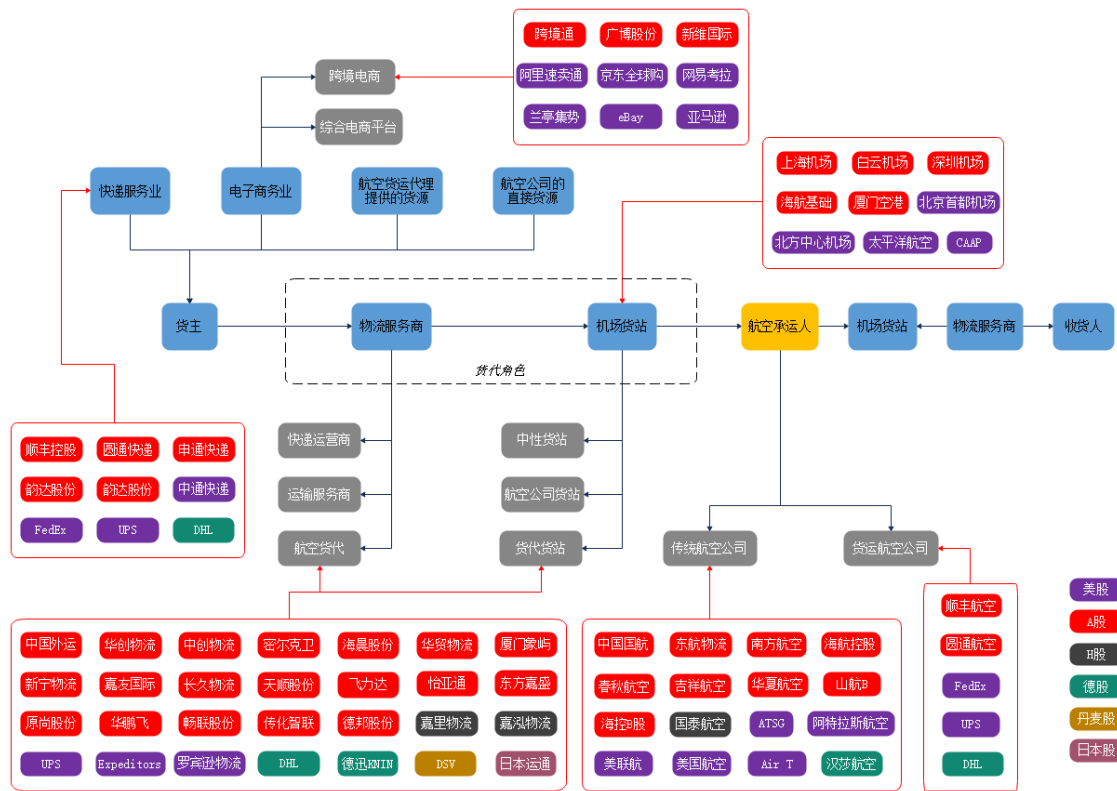 跨境通 广博股份 新维国际
阿里速卖通 京东全球购 网易考拉
兰亭集势 eBay 亚马逊
跨境电商
综合电商平台
上海机场 白云机场 深圳机场
海航基础 厦门空港 北京首都机场
北方中心机场 太平洋航空 CAAP
快递服务业
电子商务业
航空货运代理
提供的货源
航空公司的
直接货源
货主
物流服务商
机场货站
航空承运人
机场货站
物流服务商
收货人
货代角色
顺丰控股 圆通快递 申通快递
韵达股份 韵达股份 中通快递
FedEx UPS DHL
快递运营商
运输服务商
航空货代
中性货站
航空公司货站
货代货站
传统航空公司
货运航空公司
中国外运 华创物流 中创物流 密尔克卫 海晨股份 华贸物流 厦门象屿
新宁物流 嘉友国际 长久物流 天顺股份 飞力达 怡亚通 东方嘉盛
原尚股份 华鹏飞 畅联股份 传化智联 德邦股份 嘉里物流 嘉泓物流
UPS Expeditors 罗宾逊物流 DHL 德迅KNIN DSV 日本运通
中国国航 东航物流 南方航空 海航控股
春秋航空 吉祥航空 华夏航空 山航B
海控B股 国泰航空 ATSG 阿特拉斯航空
美联航 美国航空 Air T 汉莎航空
顺丰航空
圆通航空
FedEx
UPS
DHL
美股
A股
H股
德股
丹麦股
日本股